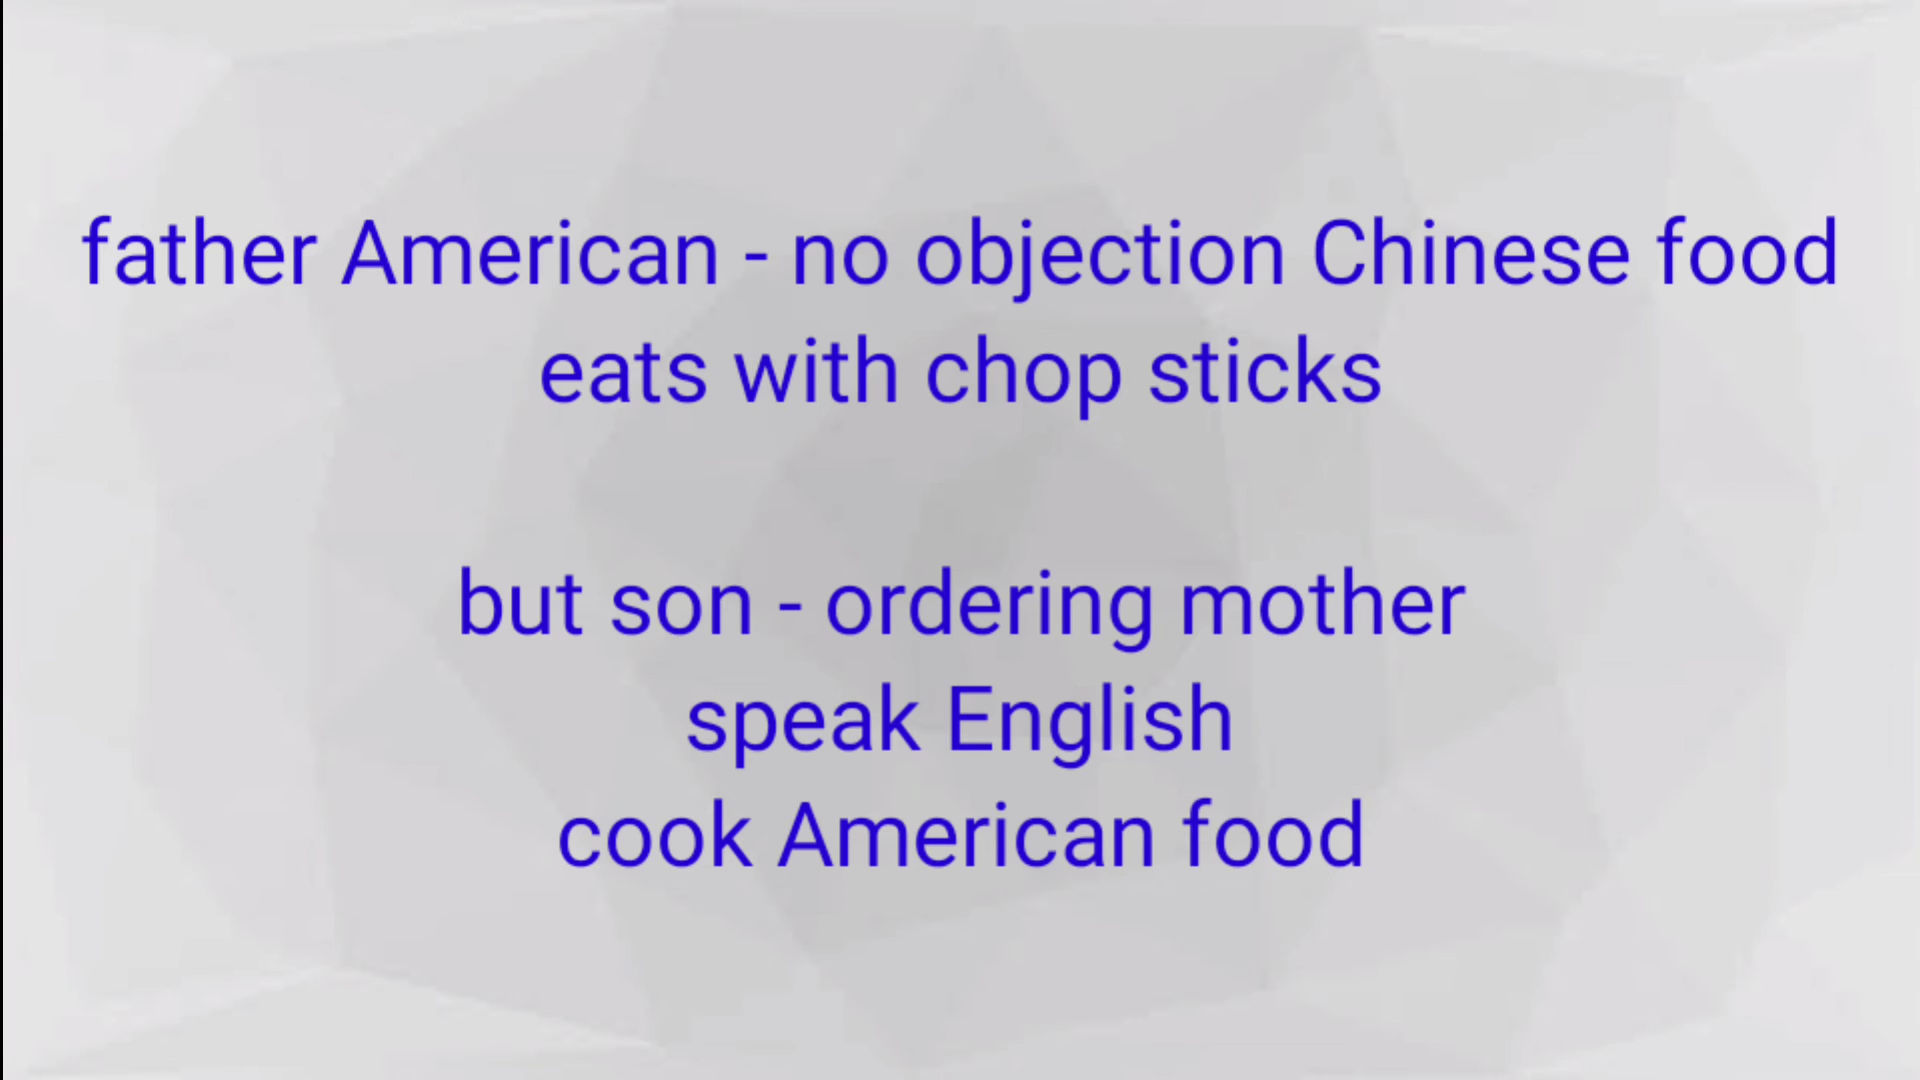 father American - no objection Chinese food
eats with chop sticks
but son - ordering mother
speak English
cook American food